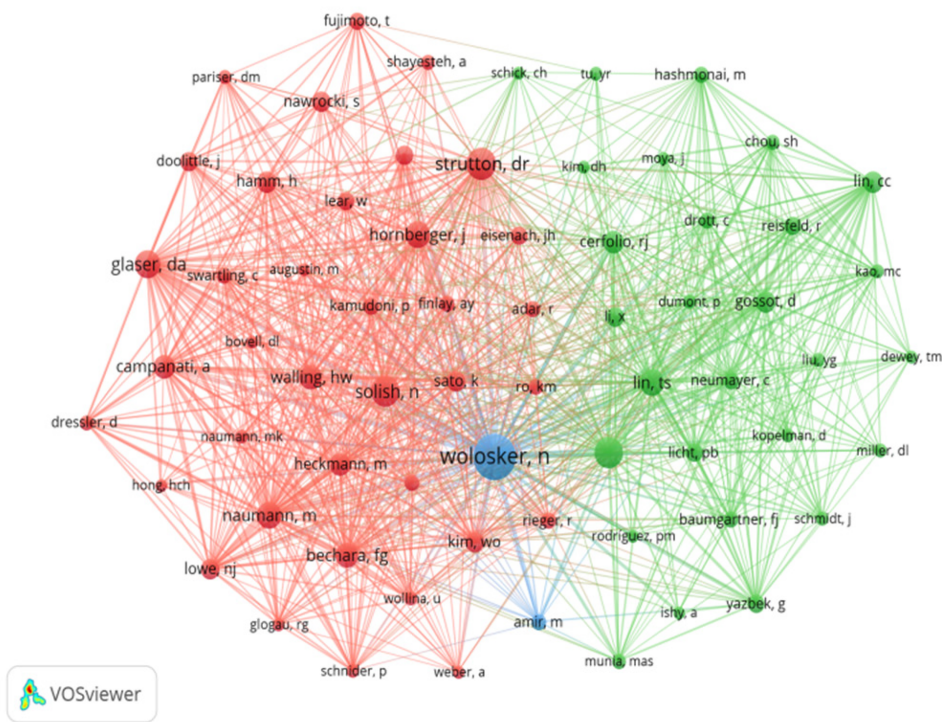 fujimoto, t
shayesteh, a
schick, ch
tu, yr
hashmonai, m
pariser, dm
nawrocki, s
chou, sh
doolittle, j
strutton, dr
kim, dh
moya, j
hamm, h
lin, cc
lear, w
drott, c
reisfeld, r
hornberger, j
eisenach, jh
cerfolio, rj
glaser, da
swartling, c
augustin, m
kao, mc
kamudoni, p
finlay, ay
adar, r
li, x
dumont, p
gossot, d
bovell, dl
liu, yg
dewey, tm
campanati, a
walling, hw
solish, n
sato, k
ro, km
lin, ts
neumayer, c
dressler, d
naumann, mk
kopelman, d
miller, dl
wolosker, n
licht, pb
heckmann, m
hong, hch
naumann, m
rieger, r
rodriguez, pm
baumgartner, fj
schmidt, j
bechara, fg
kim, wo
lowe, nj
wollina, u
ishy, a
yazbek, g
glogau, rg
amir, m
schnider, p
weber, a
munia, mas
VOSviewer